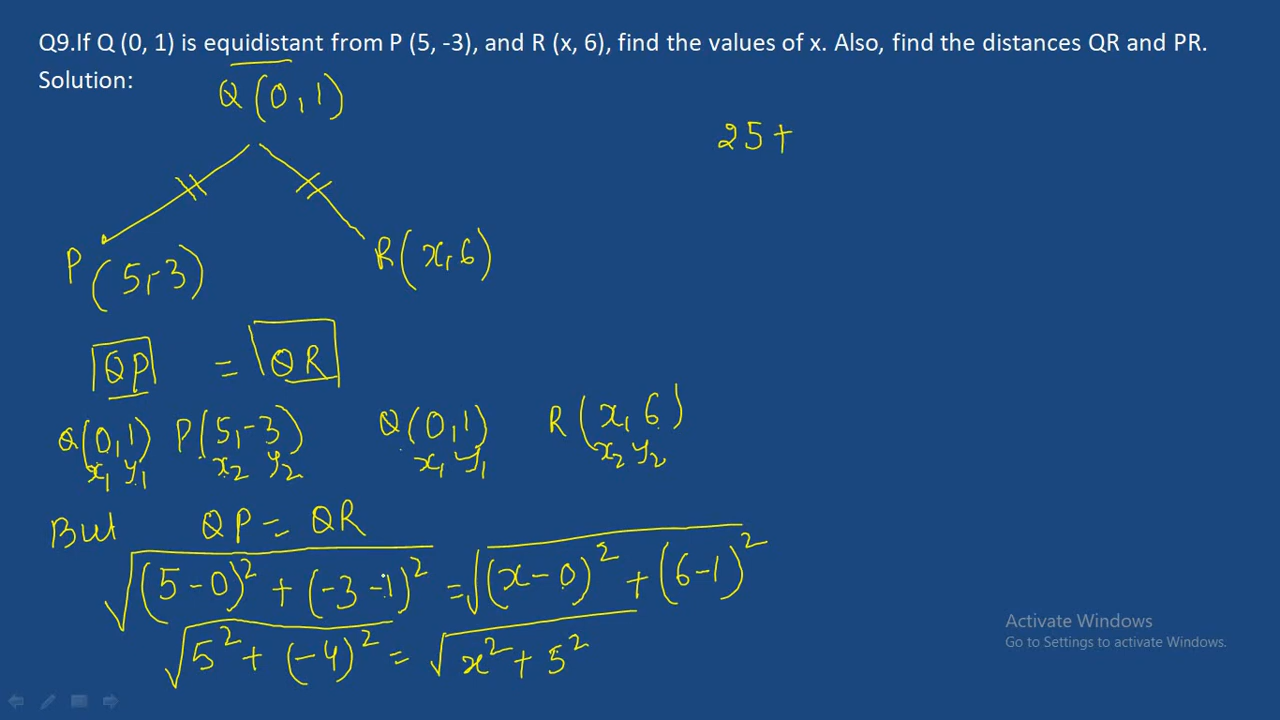 Q9.If Q (0, 1) is equidistant from P (5, -3), and R (x, 6), find the values of x. Also, find the distances QR and PR.
Solution:
Q(0,1)
25+
P
(5,-3)
R(x,6)
QP = QR
Q(0,1) P(5,-3) Q(0,1) R(x,6)
x₁ y₁ x₂ y₂ x₁ y₁ x₂ y₂
But QP = QR
√((5-0)²+(-3-1)²) = √((x-0)²+(6-1)²)
√(5²+(-4)²) = √(x²+5²)
Activate Windows
Go to Settings to activate Windows.